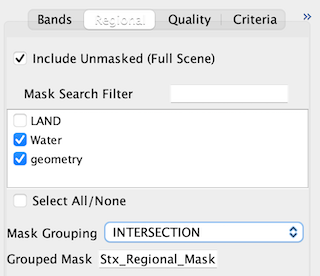 Bands Regional Quality Criteria »
Include Unmasked (Full Scene)
Mask Search Filter
LAND
Water
geometry
Select All/None
Mask Grouping INTERSECTION
Grouped Mask Stx_Regional_Mask